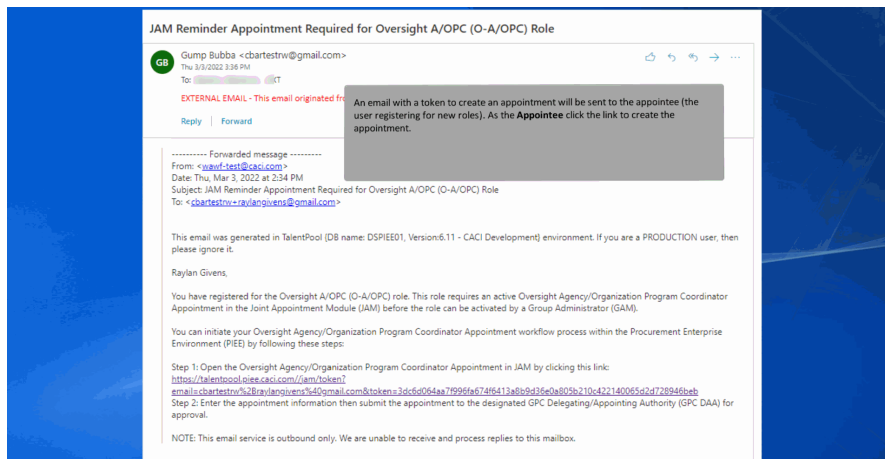 JAM Reminder Appointment Required for Oversight A/OPC (O-A/OPC) Role
GB
Gump Bubba <cbartestrw@gmail.com>
Thu 3/3/2022 3:36 PM
To:
EXTERNAL EMAIL - This email originated
Reply | Forward
An email with a token to create an appointment will be sent to the appointee (the
user registering for new roles). As the Appointee click the link to create the
appointment.
---------- Forwarded message ---------
From: <wawf-test@caci.com>
Date: Thu, Mar 3, 2022 at 2:34 PM
Subject: JAM Reminder Appointment Required for Oversight A/OPC (O-A/OPC) Role
To: <cbartestrw+raylangivens@gmail.com>
This email was generated in TalentPool {DB name: DSPIEE01, Version:6.11 - CACI Development} environment. If you are a PRODUCTION user, then
please ignore it.
Raylan Givens,
You have registered for the Oversight A/OPC (O-A/OPC) role. This role requires an active Oversight Agency/Organization Program Coordinator
Appointment in the Joint Appointment Module (JAM) before the role can be activated by a Group Administrator (GAM).
You can initiate your Oversight Agency/Organization Program Coordinator Appointment workflow process within the Procurement Enterprise
Environment (PIEE) by following these steps:
Step 1: Open the Oversight Agency/Organization Program Coordinator Appointment in JAM by clicking this link:
https://talentpool.piee.caci.com//jam/token?
email=cbartestrw%2Braylangivens%40gmail.com&token=3dc6d064aa7f996fa674f6413a8b9d36e0a805b210c422140065d2d728946beb
Step 2: Enter the appointment information then submit the appointment to the designated GPC Delegating/Appointing Authority (GPC DAA) for
approval.
NOTE: This email service is outbound only. We are unable to receive and process replies to this mailbox.